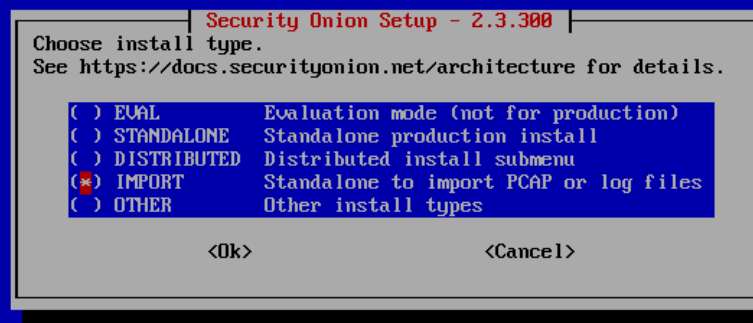 Security Onion Setup - 2.3.300
Choose install type.
See https://docs.securityonion.net/architecture for details.
( ) EVAL Evaluation mode (not for production)
( ) STANDALONE Standalone production install
( ) DISTRIBUTED Distributed install submenu
(*) IMPORT Standalone to import PCAP or log files
( ) OTHER Other install types
<Ok> <Cancel>